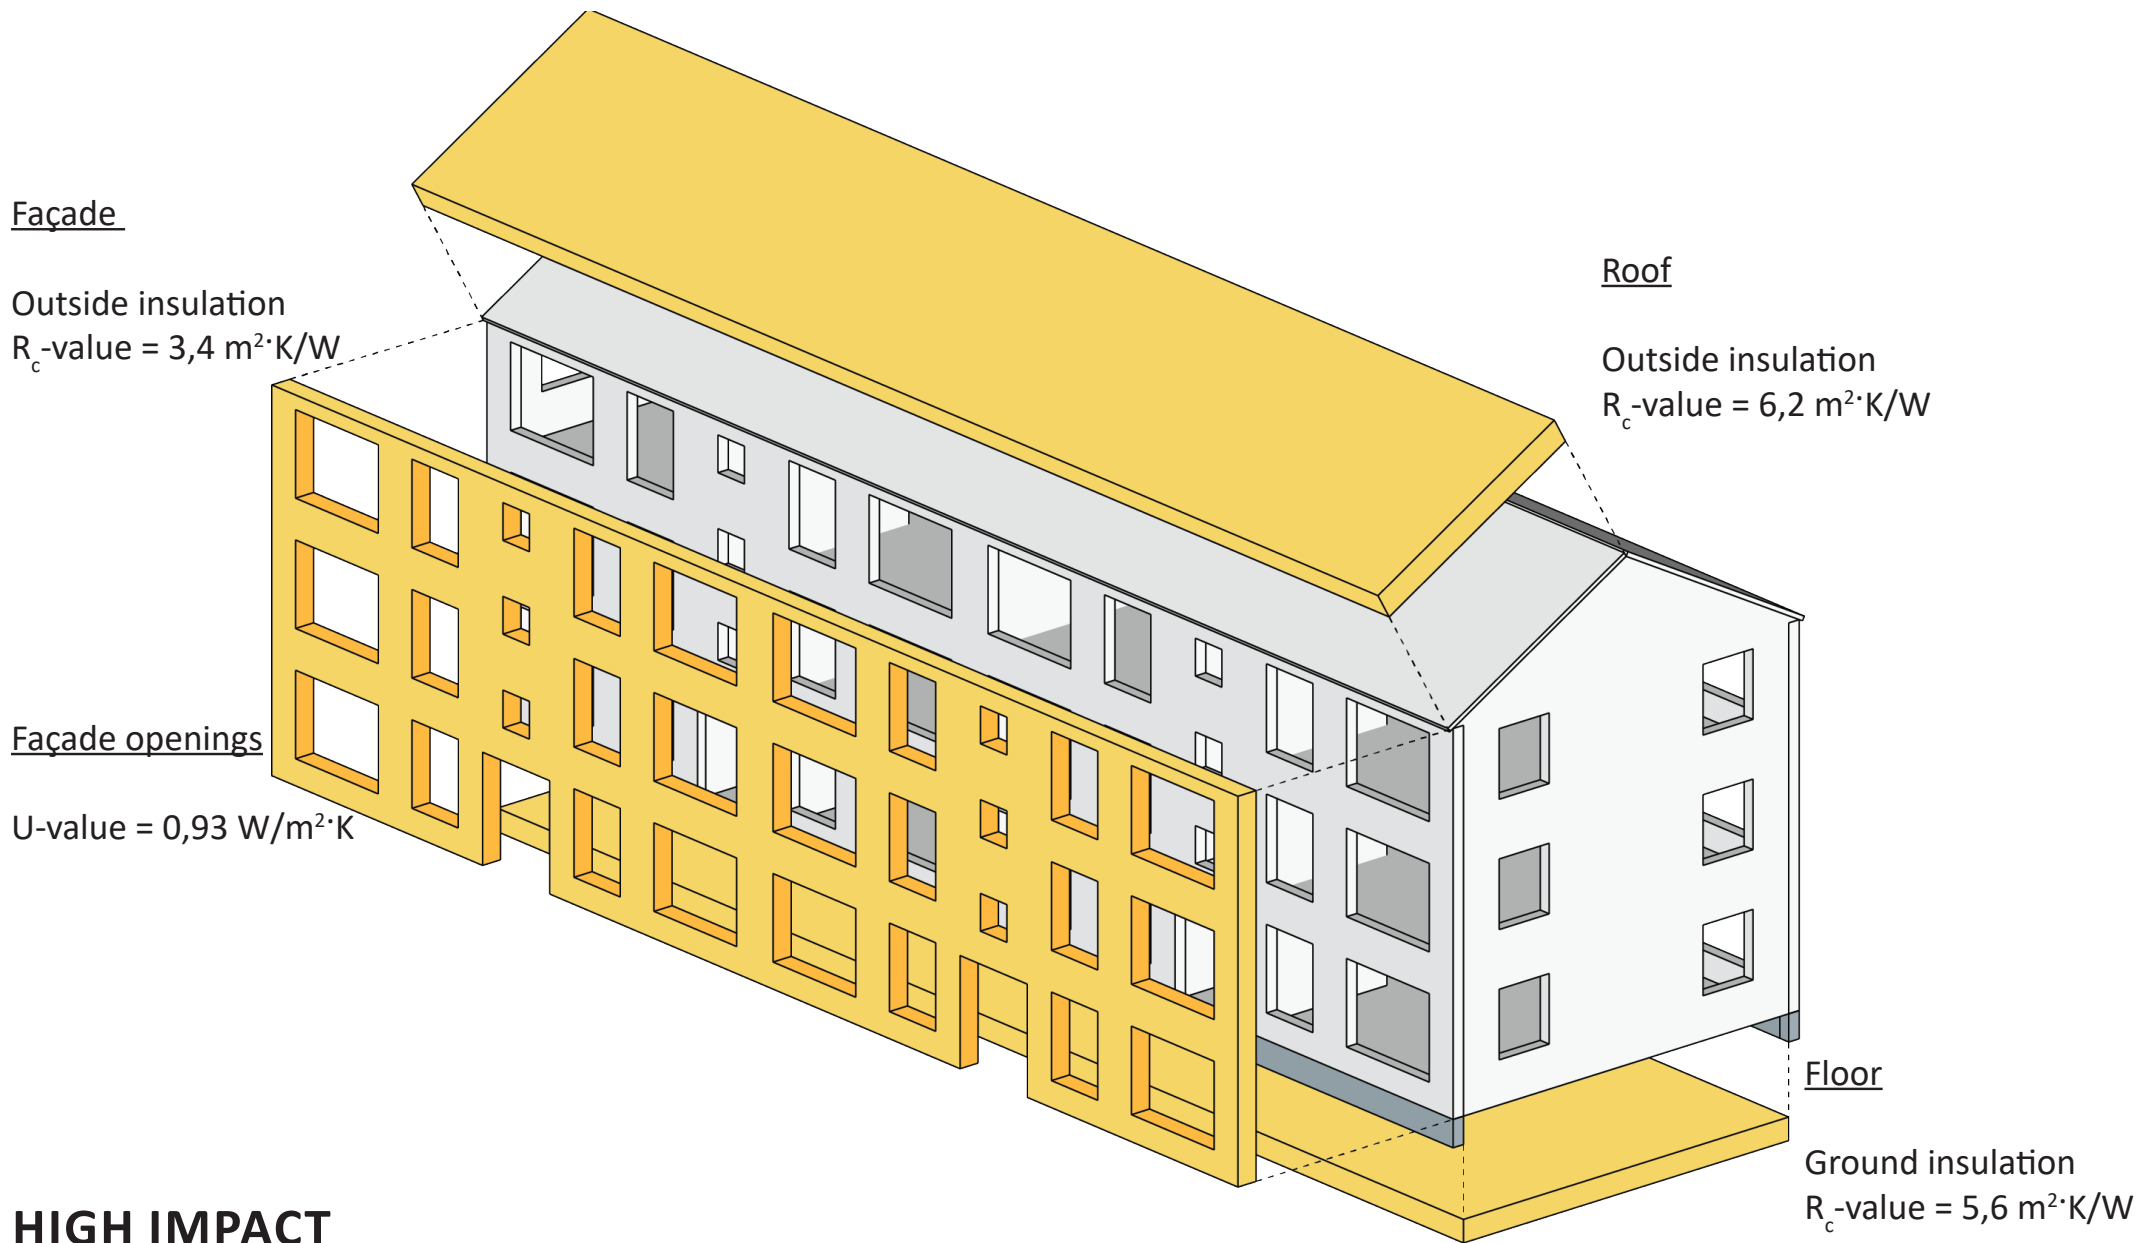 Façade
Outside insulation
Rc-value = 3,4 m²·K/W
Roof
Outside insulation
Rc-value = 6,2 m²·K/W
Façade openings
U-value = 0,93 W/m²·K
Floor
Ground insulation
Rc-value = 5,6 m²·K/W
HIGH IMPACT